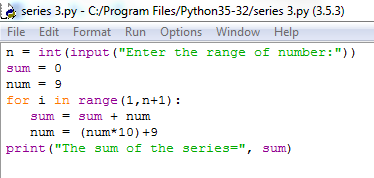 series 3.py - C:/Program Files/Python35-32/series 3.py (3.5.3)
File Edit Format Run Options Window Help
n = int(input("Enter the range of number:"))
sum = 0
num = 9
for i in range(1,n+1):
    sum = sum + num
    num = (num*10)+9
print("The sum of the series=", sum)